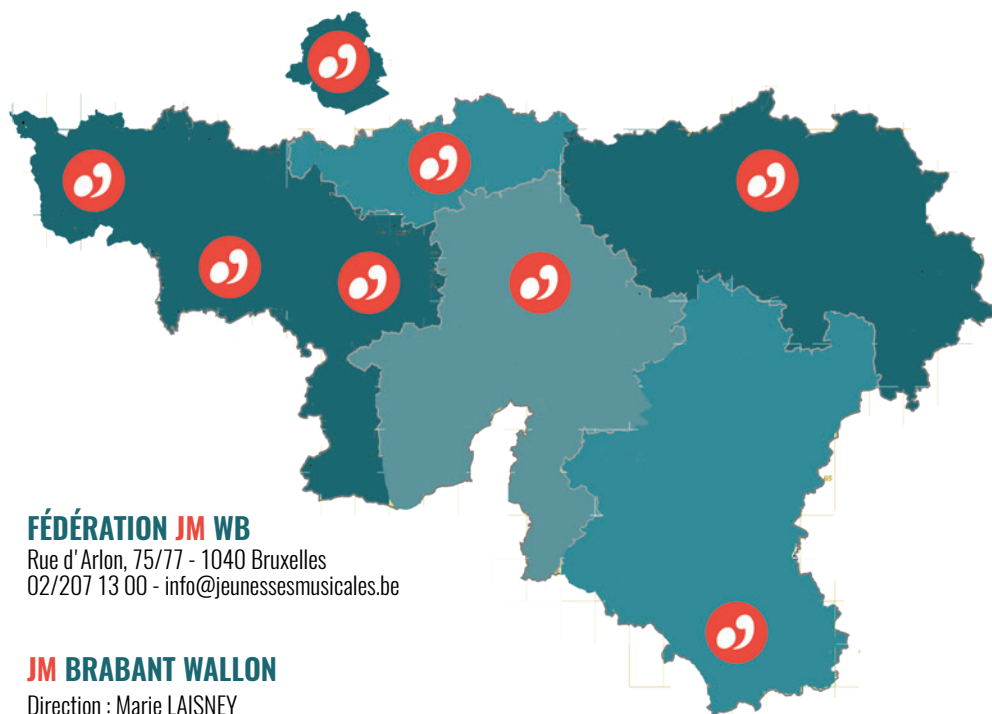 FÉDÉRATION JM WB
Rue d'Arlon, 75/77 - 1040 Bruxelles
02/207 13 00 - info@jeunessesmusicales.be
JM BRABANT WALLON
Direction : Marie LAISNEY